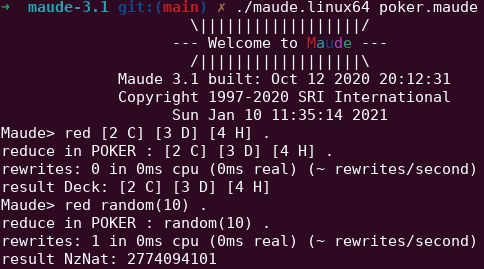 ➜ maude-3.1 git:(main) ✗ ./maude.linux64 poker.maude
\||||||||||||||||||/
--- Welcome to Maude ---
/||||||||||||||||||\
Maude 3.1 built: Oct 12 2020 20:12:31
Copyright 1997-2020 SRI International
Sun Jan 10 11:35:14 2021
Maude> red [2 C] [3 D] [4 H] .
reduce in POKER : [2 C] [3 D] [4 H] .
rewrites: 0 in 0ms cpu (0ms real) (~ rewrites/second)
result Deck: [2 C] [3 D] [4 H]
Maude> red random(10) .
reduce in POKER : random(10) .
rewrites: 1 in 0ms cpu (0ms real) (~ rewrites/second)
result NzNat: 2774094101